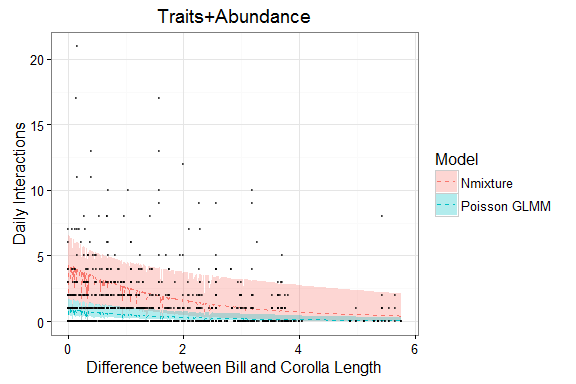 Traits+Abundance
Daily Interactions
20
15
10
5
0
0 2 4 6
Difference between Bill and Corolla Length
Model
Nmixture
Poisson GLMM